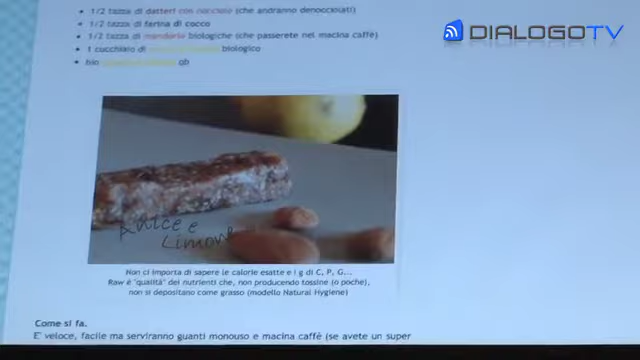 • 1/2 tazza di datteri con nocciolo (che andranno denocciolati)
• 1/2 tazza di farina di cocco
• 1/2 tazza di mandorle biologiche (che passerete nel macina caffè)
• 1 cucchiaio di biologico
• bio qb
DIALOGOTV
Anice e
Limone
Non ci importa di sapere le calorie esatte e i g di C, P, G...
Raw è "qualità" dei nutrienti che, non producendo tossine (o poche),
non si depositano come grasso (modello Natural Hygiene)
Come si fa.
E' veloce, facile ma serviranno guanti monouso e macina caffè (se avete un super